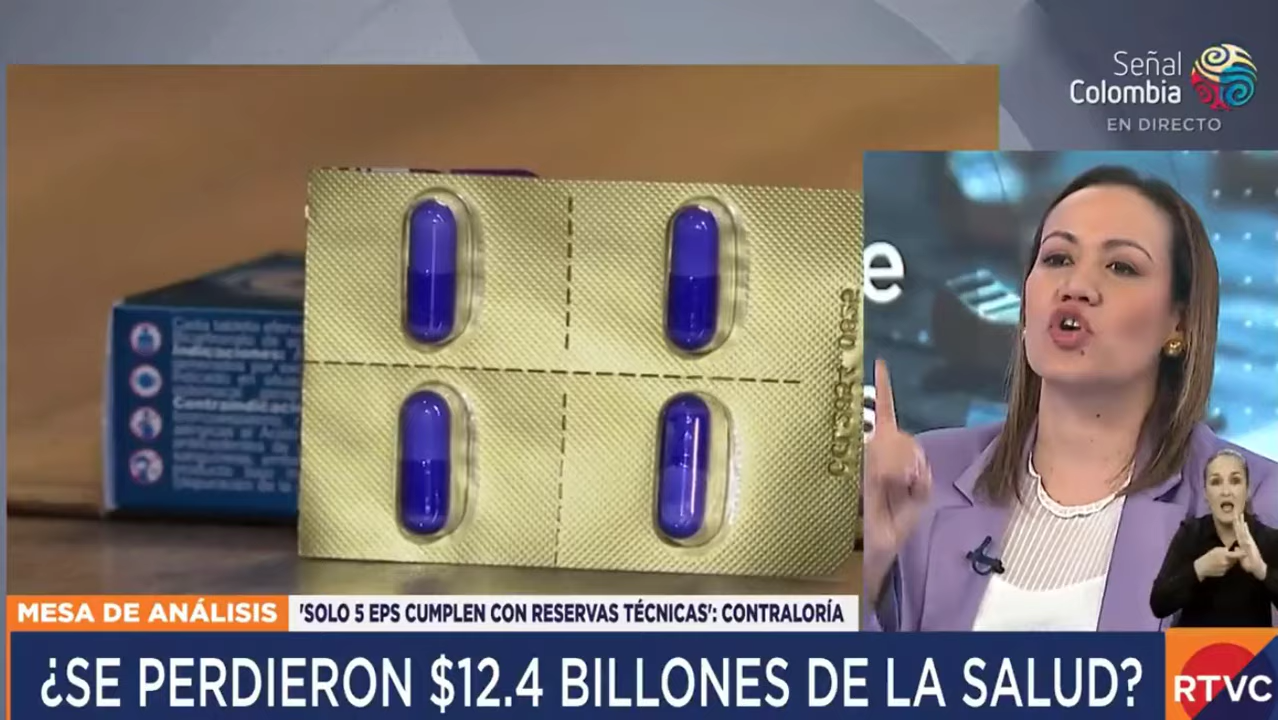 Señal
Colombia
EN DIRECTO
e
s
Indicaciones:
MESA DE ANÁLISIS
'SOLO 5 EPS CUMPLEN CON RESERVAS TÉCNICAS': CONTRALORÍA
¿SE PERDIERON $12.4 BILLONES DE LA SALUD?
RTVC